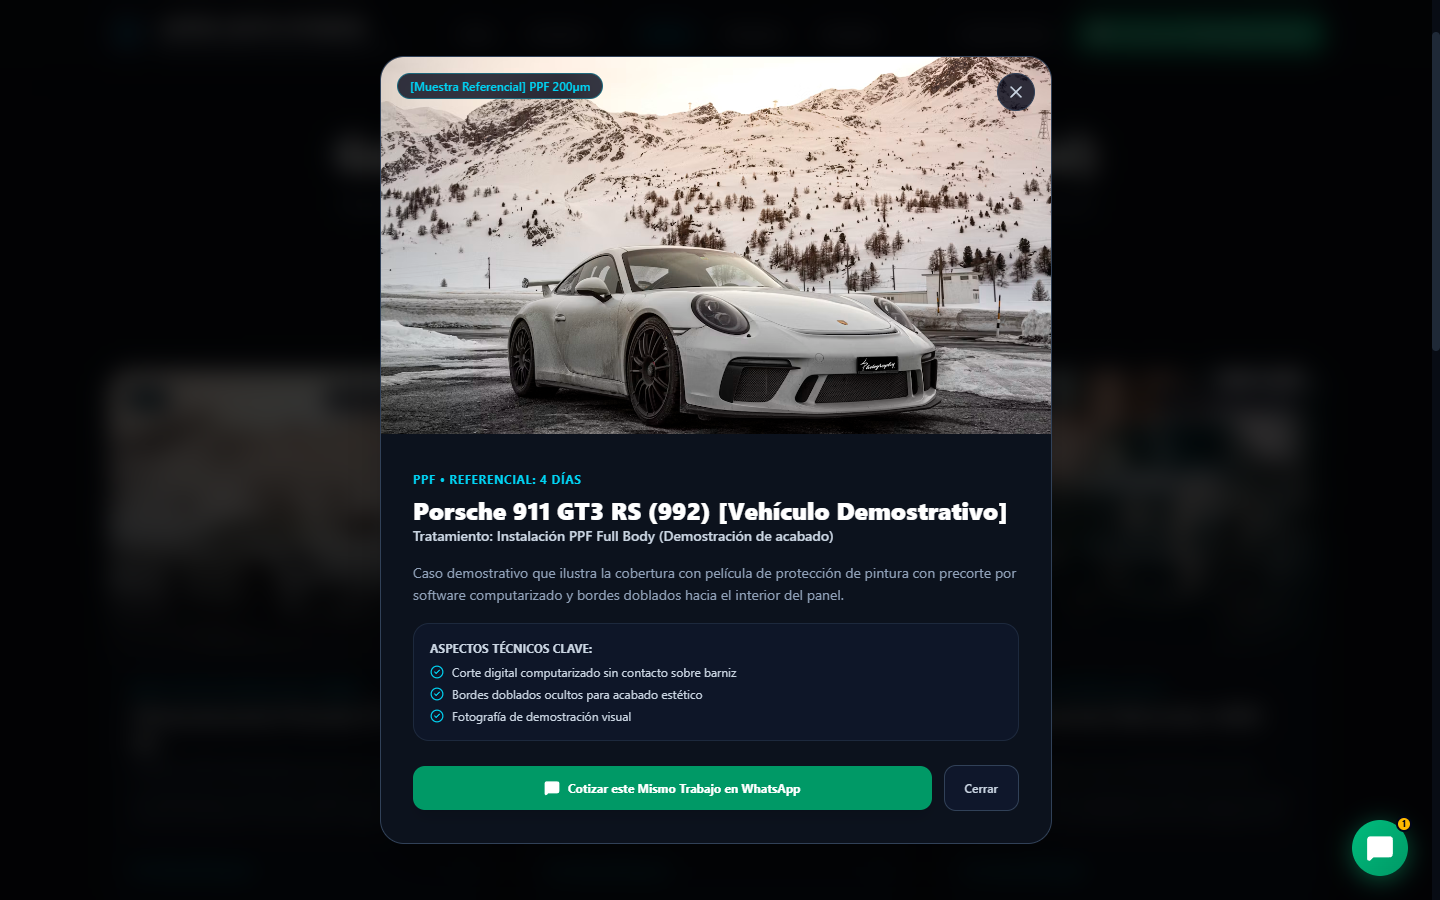 [Muestra Referencial] PPF 200µm
Photography
PPF • REFERENCIAL: 4 DÍAS
Porsche 911 GT3 RS (992) [Vehículo Demostrativo]
Tratamiento: Instalación PPF Full Body (Demostración de acabado)
Caso demostrativo que ilustra la cobertura con película de protección de pintura con precorte por
software computarizado y bordes doblados hacia el interior del panel.
ASPECTOS TÉCNICOS CLAVE:
Corte digital computarizado sin contacto sobre barniz
Bordes doblados ocultos para acabado estético
Fotografía de demostración visual
Cotizar este Mismo Trabajo en WhatsApp
Cerrar
1